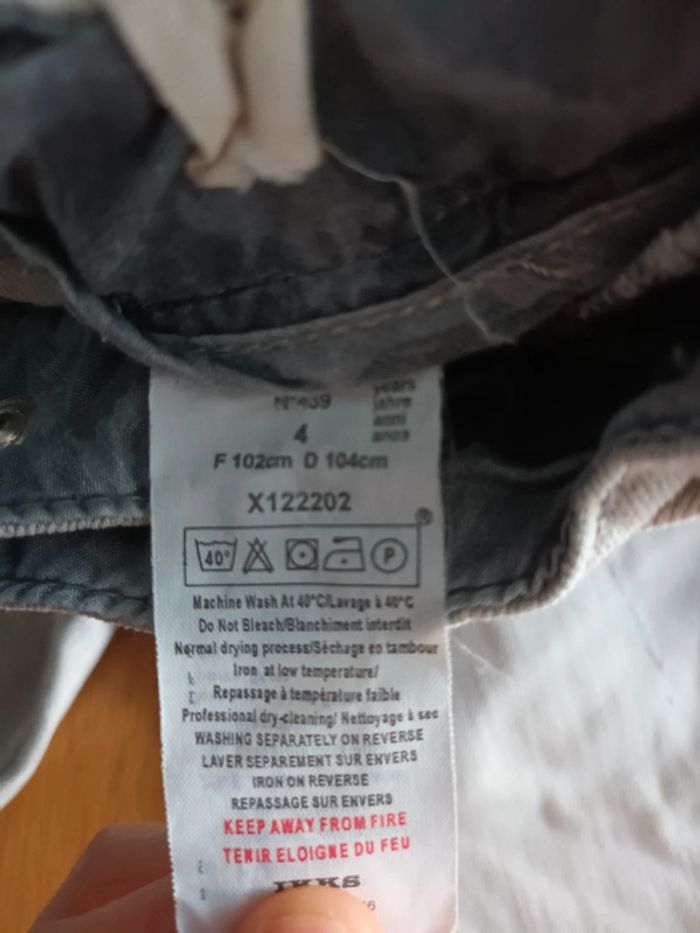 N°439 years
jahre
4 anni
anos
F 102cm D 104cm
X122202
®
40° P
Machine Wash At 40°C/Lavage à 40°C
Do Not Bleach/Blanchiment interdit
Normal drying process/Séchage en tambour
Iron at low temperature/
Repassage à température faible
Professional dry-cleaning/ Nettoyage à sec
WASHING SEPARATELY ON REVERSE
LAVER SEPAREMENT SUR ENVERS
IRON ON REVERSE
REPASSAGE SUR ENVERS
KEEP AWAY FROM FIRE
TENIR ELOIGNE DU FEU
IKKS